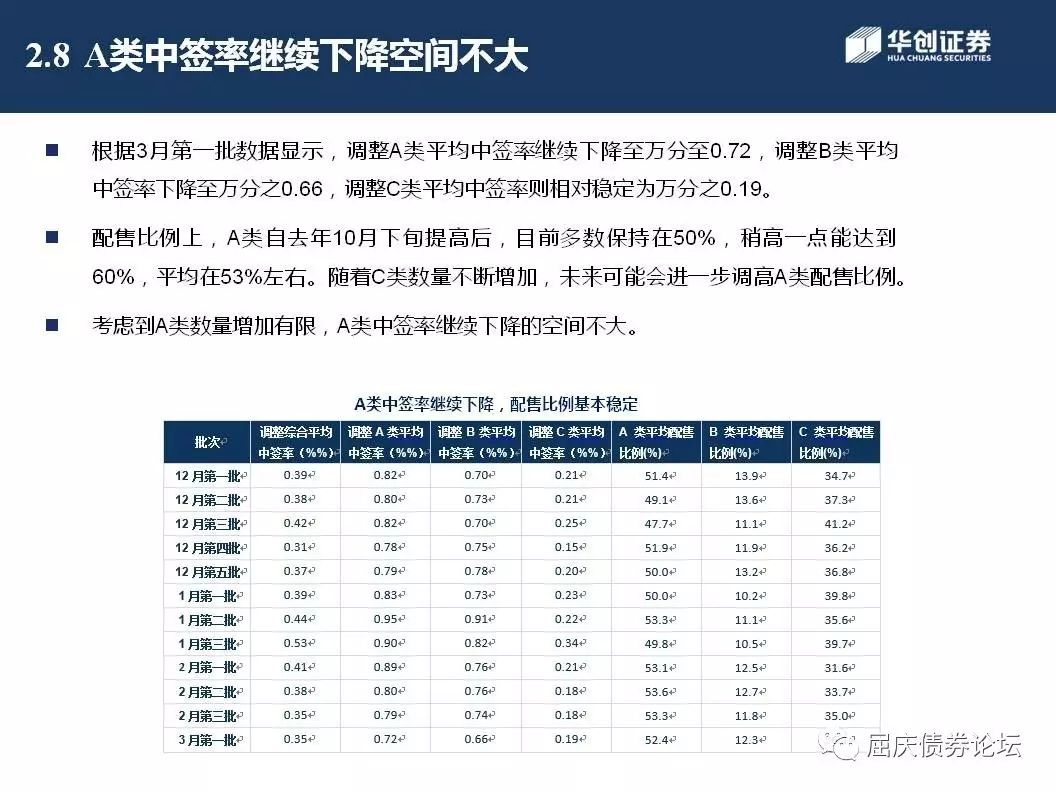 2.8 A类中签率继续下降空间不大
华创证券
HUA CHUANG SECURITIES
根据3月第一批数据显示，调整A类平均中签率继续下降至万分至0.72，调整B类平均
中签率下降至万分之0.66，调整C类平均中签率则相对稳定为万分之0.19。
配售比例上，A类自去年10月下旬提高后，目前多数保持在50%，稍高一点能达到
60%，平均在53%左右。随着C类数量不断增加，未来可能会进一步调高A类配售比例。
考虑到A类数量增加有限，A类中签率继续下降的空间不大。
A类中签率继续下降，配售比例基本稳定
批次 调整综合平均中签率（%%） 调整 A 类平均中签率（%%） 调整 B 类平均中签率（%%） 调整 C 类平均中签率（%%） A 类平均配售比例(%) B 类平均配售比例(%) C 类平均配售比例(%)
12 月第一批 0.39 0.82 0.70 0.21 51.4 13.9 34.7
12 月第二批 0.38 0.80 0.73 0.21 49.1 13.6 37.3
12 月第三批 0.42 0.82 0.70 0.25 47.7 11.1 41.2
12 月第四批 0.31 0.78 0.75 0.15 51.9 11.9 36.2
12 月第五批 0.37 0.79 0.78 0.20 50.0 13.2 36.8
1 月第一批 0.39 0.83 0.73 0.23 50.0 10.2 39.8
1 月第二批 0.44 0.95 0.91 0.22 53.3 11.1 35.6
1 月第三批 0.53 0.90 0.82 0.34 49.8 10.5 39.7
2 月第一批 0.41 0.89 0.76 0.21 53.1 12.5 31.6
2 月第二批 0.38 0.80 0.76 0.18 53.6 12.7 33.7
2 月第三批 0.35 0.79 0.74 0.18 53.3 11.8 35.0
3 月第一批 0.35 0.72 0.66 0.19 52.4 12.3
屈庆债券论坛